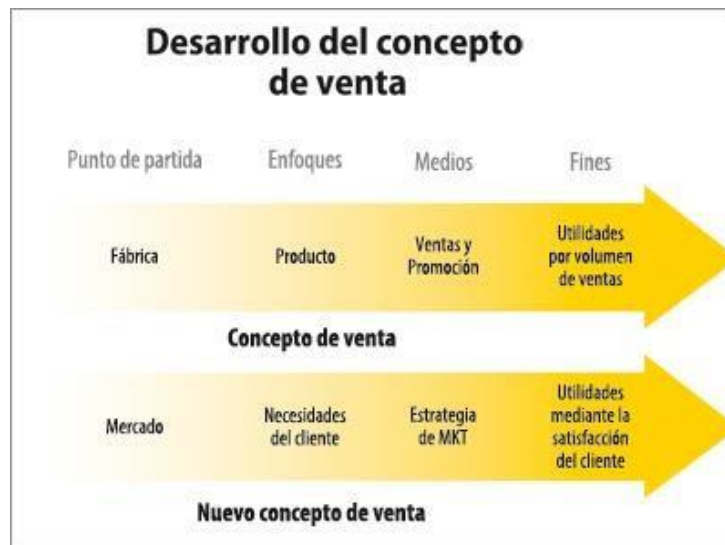 Desarrollo del concepto
de venta
Punto de partida
Enfoques
Medios
Fines
Fábrica
Producto
Ventas y
Promoción
Utilidades
por volumen
de ventas
Concepto de venta
Mercado
Necesidades
del cliente
Estrategia
de MKT
Utilidades
mediante la
satisfacción
del cliente
Nuevo concepto de venta